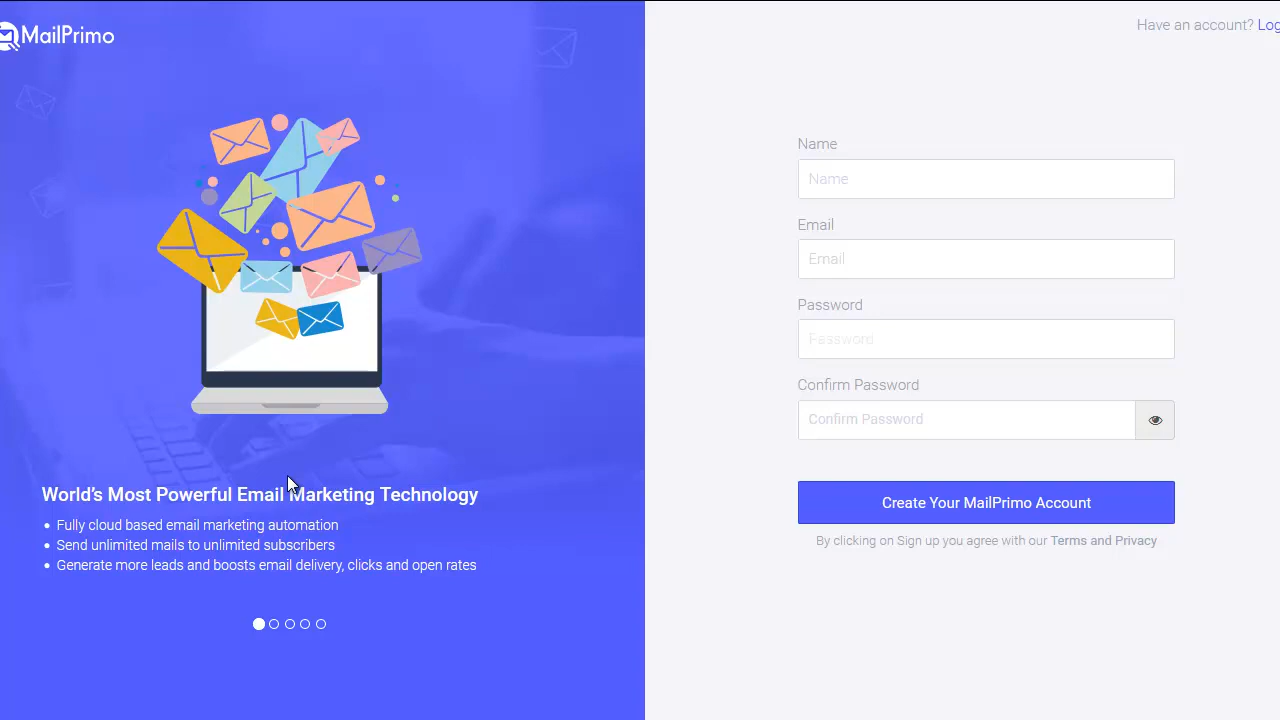 MailPrimo
Have an account? Log
Name
Name
Email
Email
Password
Password
Confirm Password
Confirm Password
Create Your MailPrimo Account
By clicking on Sign up you agree with our Terms and Privacy
World's Most Powerful Email Marketing Technology
Fully cloud based email marketing automation
Send unlimited mails to unlimited subscribers
Generate more leads and boosts email delivery, clicks and open rates